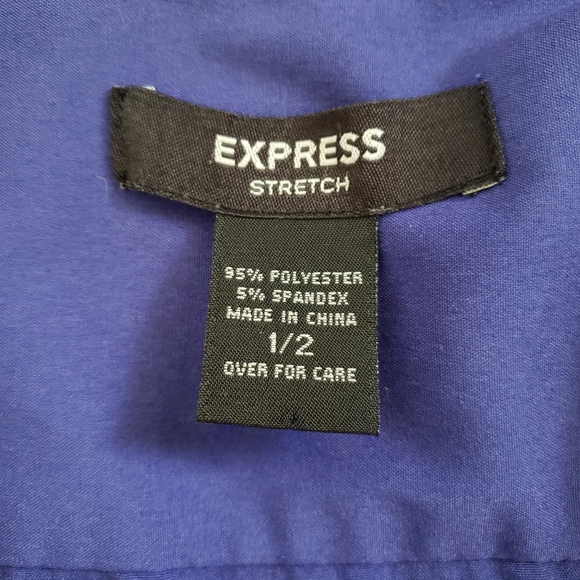 EXPRESS
STRETCH
95% POLYESTER
5% SPANDEX
MADE IN CHINA
1/2
OVER FOR CARE